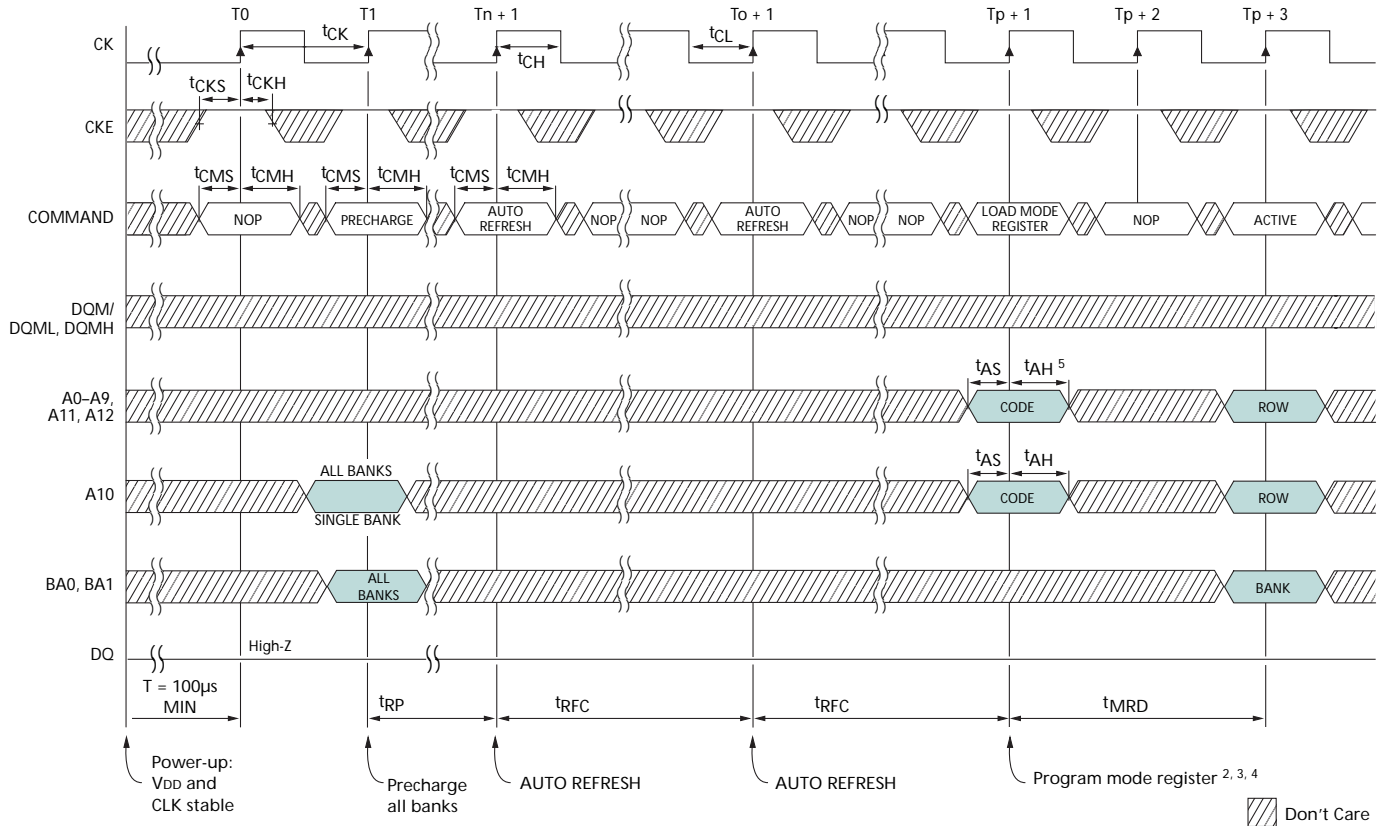 T0 T1 Tn + 1 To + 1 Tp + 1 Tp + 2 Tp + 3
CK
tCK
tCH
tCL
tCKS tCKH
CKE
tCMS tCMH tCMS tCMH tCMS tCMH
COMMAND
NOP
PRECHARGE
AUTO
REFRESH
NOP
NOP
AUTO
REFRESH
NOP
NOP
LOAD MODE
REGISTER
NOP
ACTIVE
DQM/
DQML, DQMH
tAS tAH 5
A0–A9,
A11, A12
CODE
ROW
ALL BANKS
tAS tAH
A10
CODE
ROW
SINGLE BANK
BA0, BA1
ALL
BANKS
BANK
DQ
High-Z
T = 100µs
MIN
tRP
tRFC
tRFC
tMRD
Power-up:
VDD and
CLK stable
Precharge
all banks
AUTO REFRESH
AUTO REFRESH
Program mode register 2, 3, 4
Don't Care